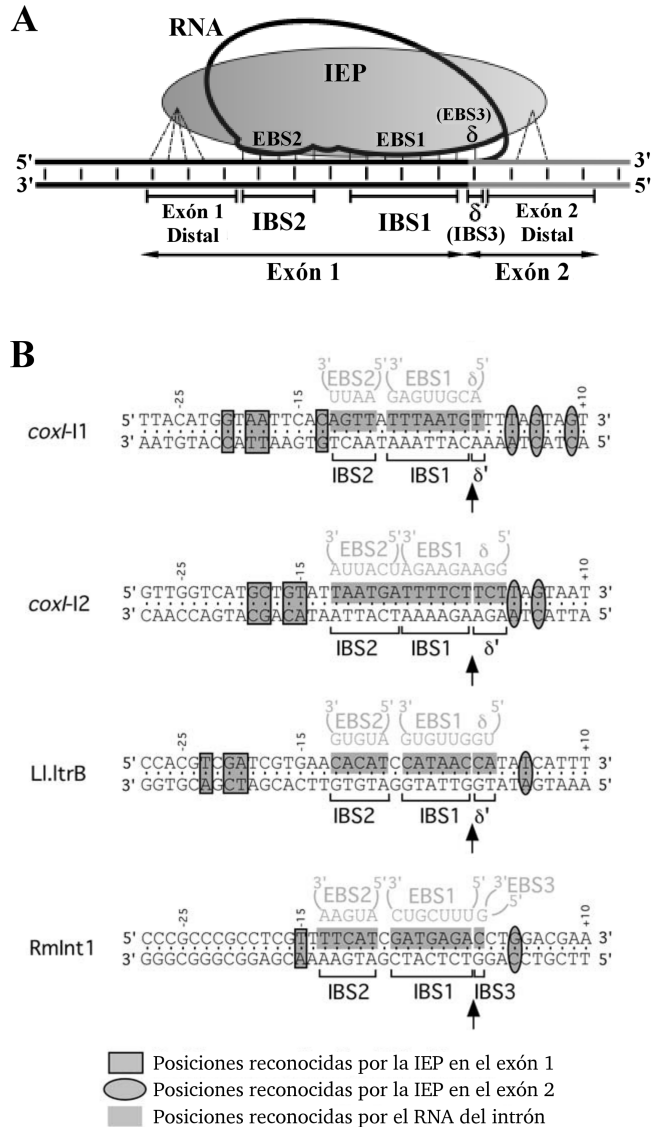 A
RNA
IEP
(EBS3)
EBS2 EBS1 δ
5' 3'
3' 5'
Exón 1 Distal IBS2 IBS1 δ' (IBS3) Exón 2 Distal
Exón 1 Exón 2
B
3' 5' 3' 5'
EBS2 EBS1 δ
UUAA GAGUUGCA
-25 -15 +10
coxI-I1
5' TTACATGGTAATTCACAGTTATTTAATGTTTTAGTAGT 3'
3' AATGTACCATTAAGTGTCAATAAATTACAAAATCATCA 5'
IBS2 IBS1 δ'
3' 5' 3' 5'
EBS2 EBS1 δ
AUUACUAGAAGAAGG
-25 -15 +10
coxI-I2
5' GTTGGTCATGCTGTATTAATGATTTTCTTCTTAGTAAT 3'
3' CAACCAGTACGACATAATTACTAAAAGAAGAATCATTA 5'
IBS2 IBS1 δ'
3' 5' 3' 5'
EBS2 EBS1 δ
GUGUA GUGUUGGU
-25 -15 +10
Ll.ltrB
5' CCACGTCGATCGTGAACACATCCATAACCATATCATTT 3'
3' GGTGCAGCTAGCACTTGTGTAGGTATTGGTATAGTAAA 5'
IBS2 IBS1 δ'
3' 5' 3' 5' 3' EBS3
EBS2 EBS1 5'
AAGUA CUGCUUUG
-25 -15 +10
RmInt1
5' CCCGCCCGCCTCGTTTTCATCGATGAGACCTGGACGAA 3'
3' GGGCGGGCGGAGCAAAAGTAGCTACTCTGGACCTGCTT 5'
IBS2 IBS1 IBS3
Posiciones reconocidas por la IEP en el exón 1
Posiciones reconocidas por la IEP en el exón 2
Posiciones reconocidas por el RNA del intrón